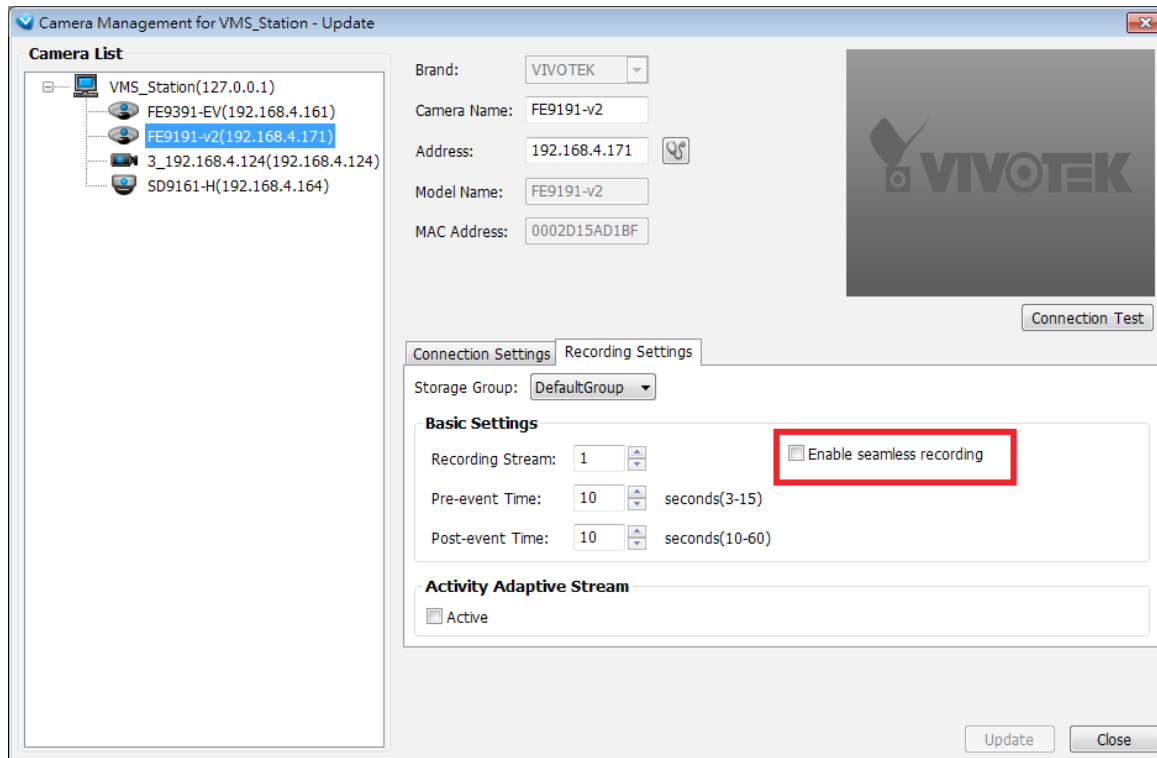 Camera Management for VMS_Station - Update
Camera List
VMS_Station(127.0.0.1)
FE9391-EV(192.168.4.161)
FE9191-v2(192.168.4.171)
3_192.168.4.124(192.168.4.124)
SD9161-H(192.168.4.164)
Brand: VIVOTEK
Camera Name: FE9191-v2
Address: 192.168.4.171
Model Name: FE9191-v2
MAC Address: 0002D15AD1BF
VIVOTEK
Connection Test
Connection Settings Recording Settings
Storage Group: DefaultGroup
Basic Settings
Recording Stream: 1 Enable seamless recording
Pre-event Time: 10 seconds(3-15)
Post-event Time: 10 seconds(10-60)
Activity Adaptive Stream
Active
Update Close